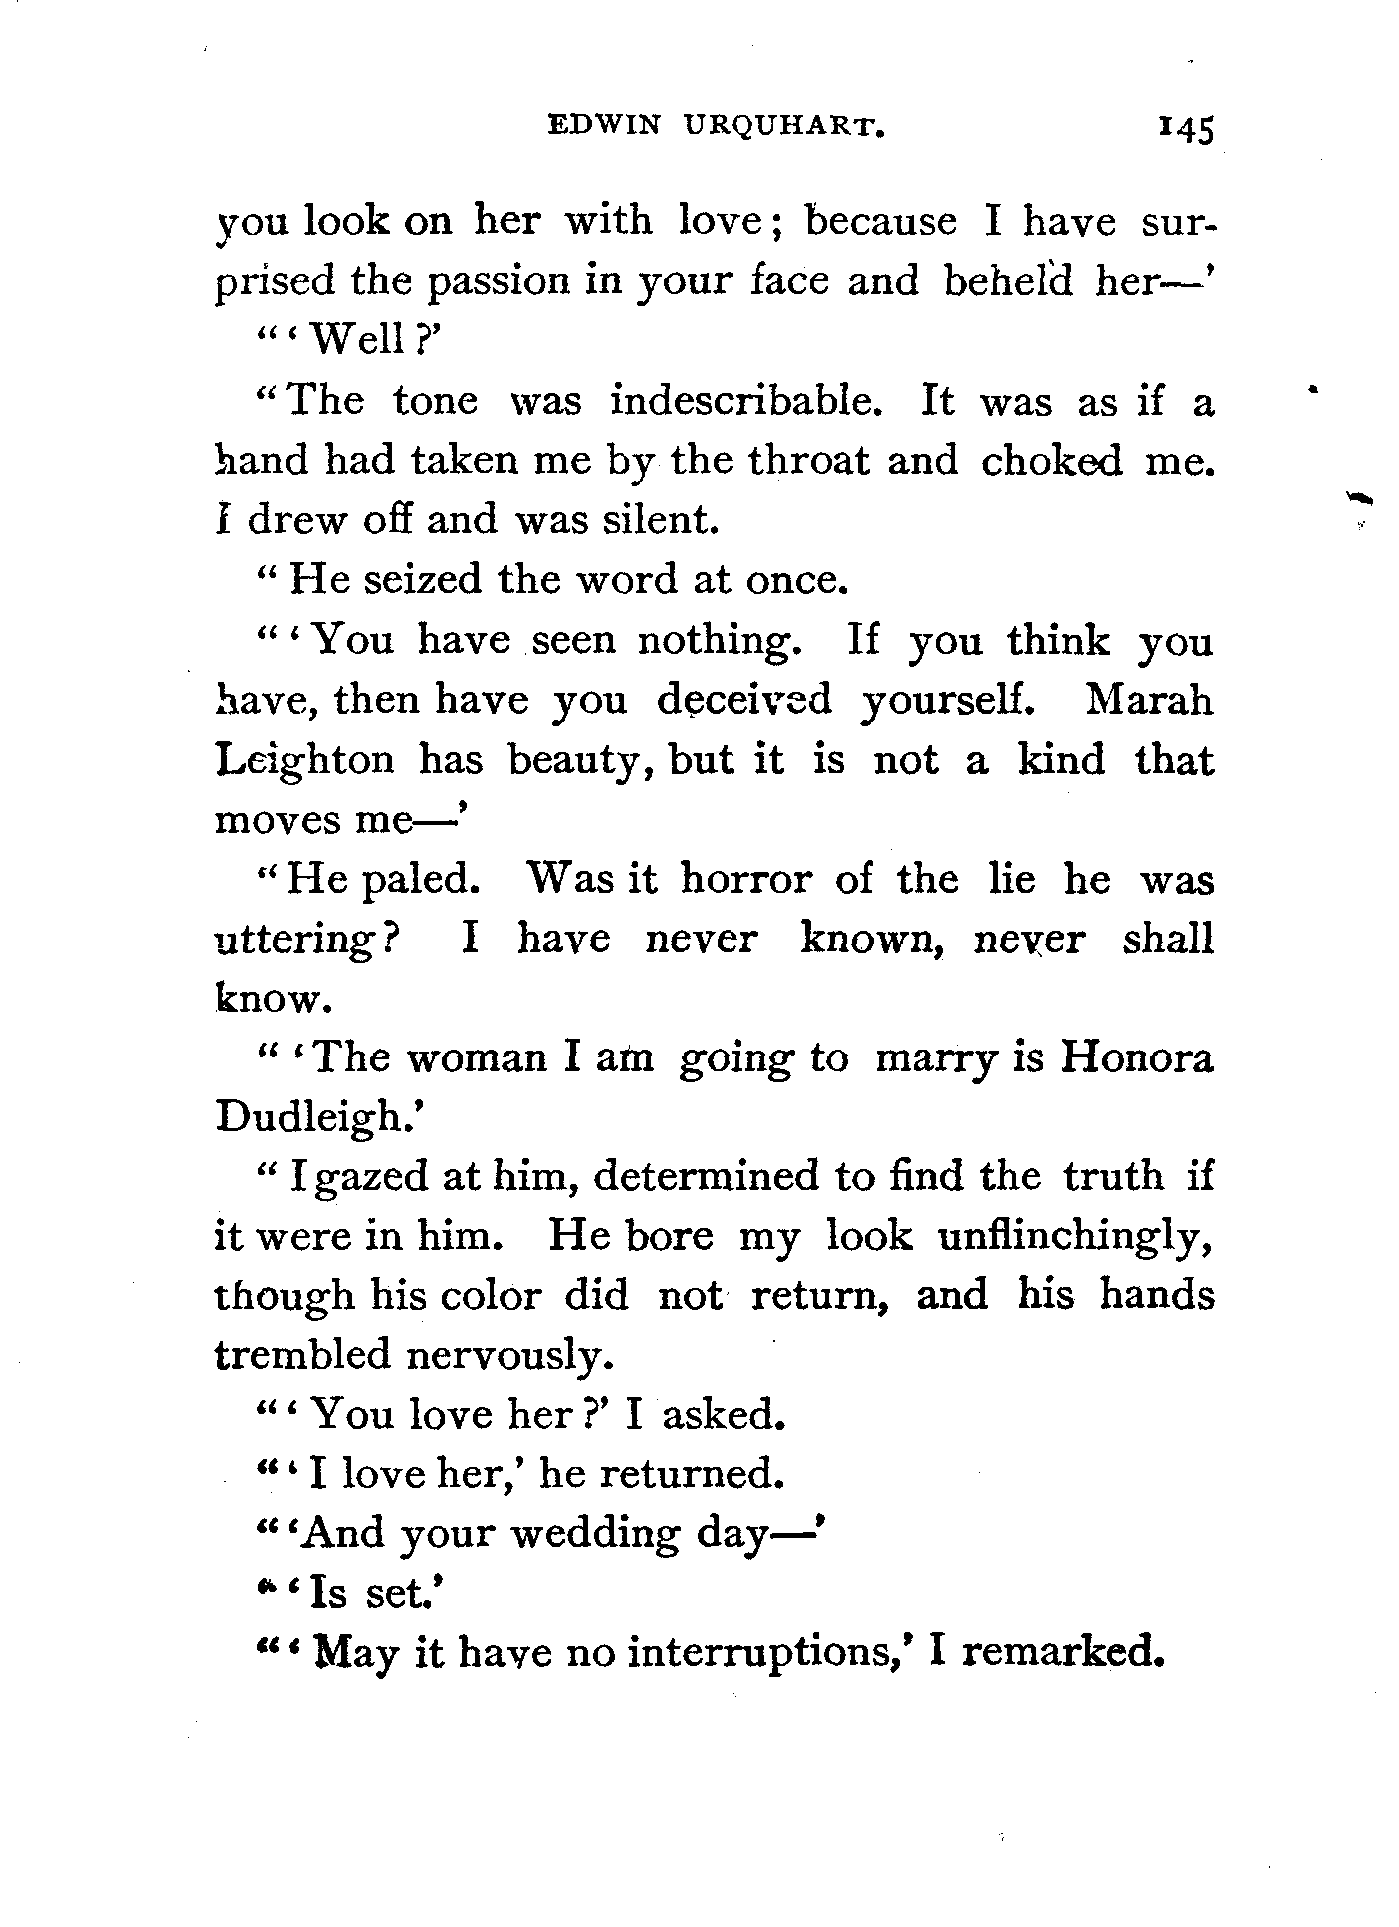 EDWIN URQUHART. 145
you look on her with love; because I have sur-
prised the passion in your face and beheld her—’
“‘Well?’
“The tone was indescribable. It was as if a
hand had taken me by the throat and choked me.
I drew off and was silent.
“He seized the word at once.
“‘You have seen nothing. If you think you
have, then have you deceived yourself. Marah
Leighton has beauty, but it is not a kind that
moves me—’
“He paled. Was it horror of the lie he was
uttering? I have never known, never shall
know.
“‘The woman I am going to marry is Honora
Dudleigh.’
“I gazed at him, determined to find the truth if
it were in him. He bore my look unflinchingly,
though his color did not return, and his hands
trembled nervously.
“‘You love her?’ I asked.
“‘I love her,’ he returned.
“‘And your wedding day—’
“‘Is set.’
“‘May it have no interruptions,’ I remarked.